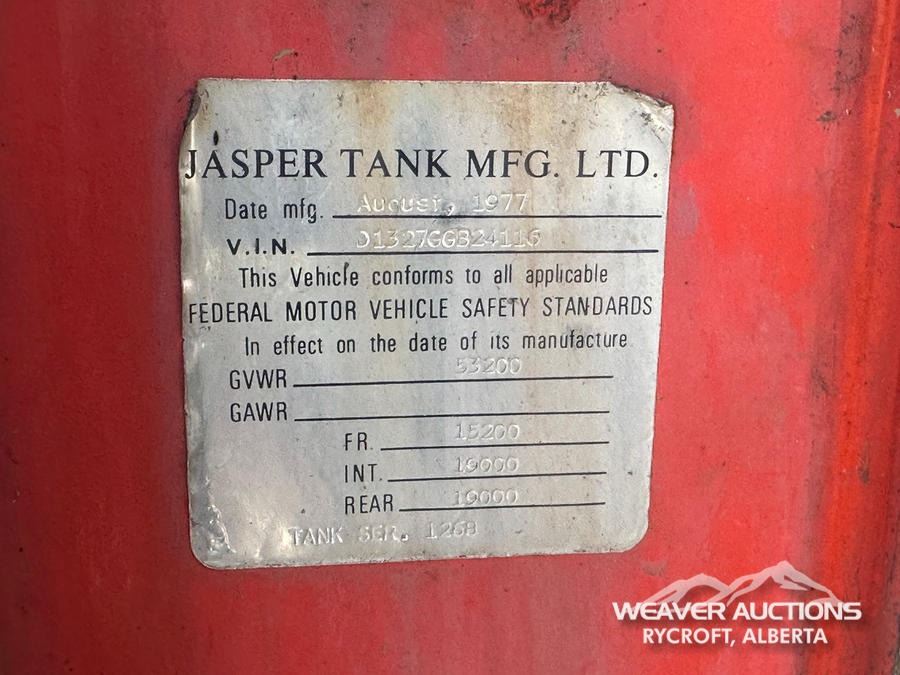 JASPER TANK MFG. LTD.
Date mfg. August, 1977
V.I.N. D1327GGB24116
This Vehicle conforms to all applicable
FEDERAL MOTOR VEHICLE SAFETY STANDARDS
In effect on the date of its manufacture
GVWR 53200
GAWR
FR. 15200
INT. 19000
REAR 19000
TANK SER. 1268
WEAVER AUCTIONS
RYCROFT, ALBERTA